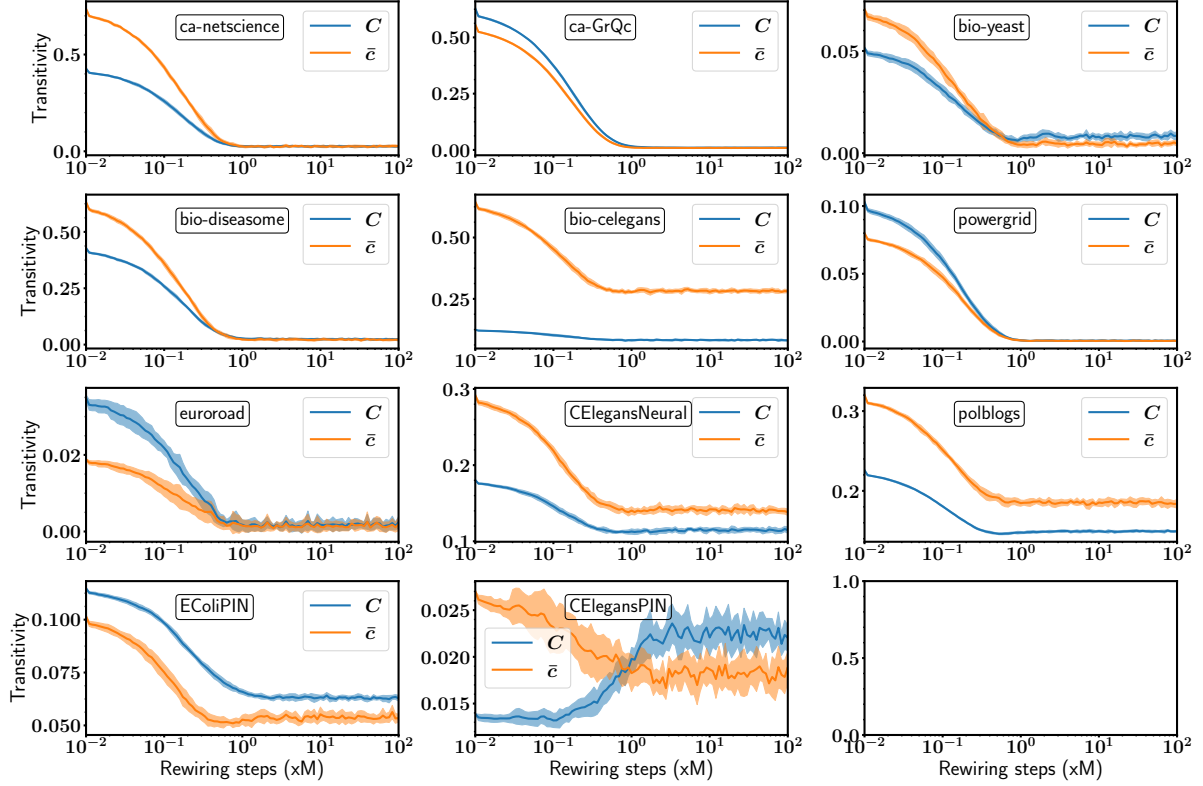 Transitivity
0.5
0.0
ca-netscience
C
c̄
10⁻² 10⁻¹ 10⁰ 10¹ 10²
0.50
0.25
0.00
ca-GrQc
C
c̄
10⁻² 10⁻¹ 10⁰ 10¹ 10²
0.05
0.00
bio-yeast
C
c̄
10⁻² 10⁻¹ 10⁰ 10¹ 10²
Transitivity
0.50
0.25
0.00
bio-diseasome
C
c̄
10⁻² 10⁻¹ 10⁰ 10¹ 10²
0.50
0.25
bio-celegans
C
c̄
10⁻² 10⁻¹ 10⁰ 10¹ 10²
0.10
0.05
0.00
powergrid
C
c̄
10⁻² 10⁻¹ 10⁰ 10¹ 10²
Transitivity
0.02
0.00
euroroad
C
c̄
10⁻² 10⁻¹ 10⁰ 10¹ 10²
0.3
0.2
0.1
CElegansNeural
C
c̄
10⁻² 10⁻¹ 10⁰ 10¹ 10²
0.3
0.2
polblogs
C
c̄
10⁻² 10⁻¹ 10⁰ 10¹ 10²
Transitivity
0.100
0.075
0.050
EColiPIN
C
c̄
10⁻² 10⁻¹ 10⁰ 10¹ 10²
Rewiring steps (xM)
0.025
0.020
0.015
CElegansPIN
C
c̄
10⁻² 10⁻¹ 10⁰ 10¹ 10²
Rewiring steps (xM)
1.0
0.5
0.0
10⁻² 10⁻¹ 10⁰ 10¹ 10²
Rewiring steps (xM)